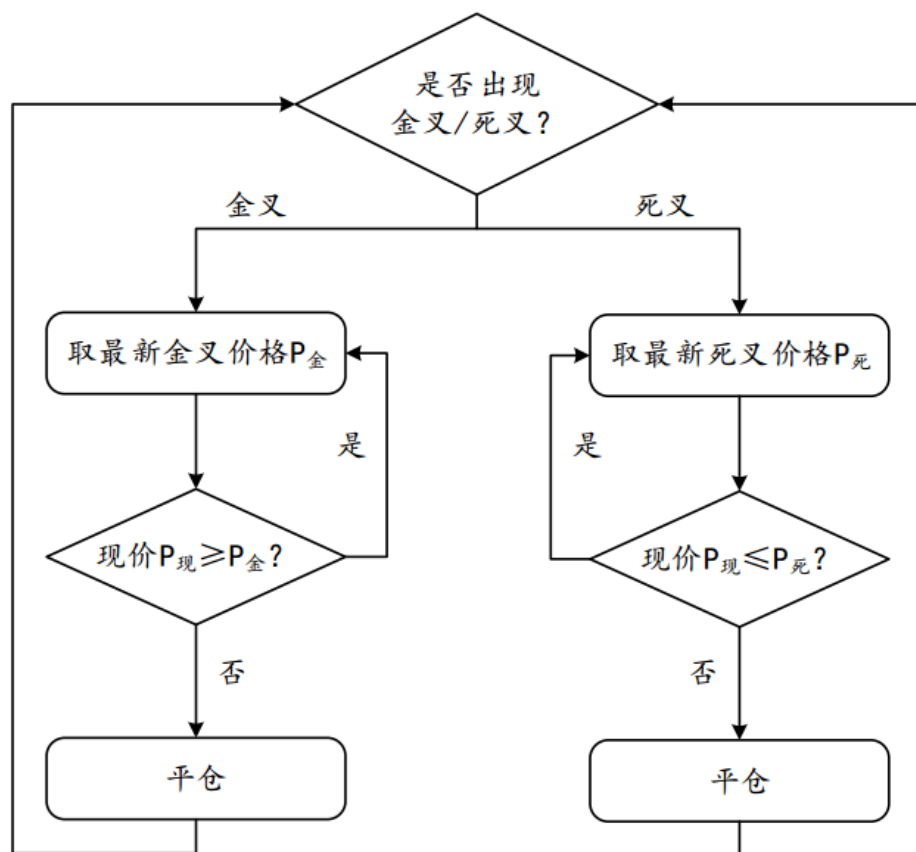 是否出现
金叉/死叉?
金叉
死叉
取最新金叉价格P金
取最新死叉价格P死
是
是
现价P现≥P金?
现价P现≤P死?
否
否
平仓
平仓